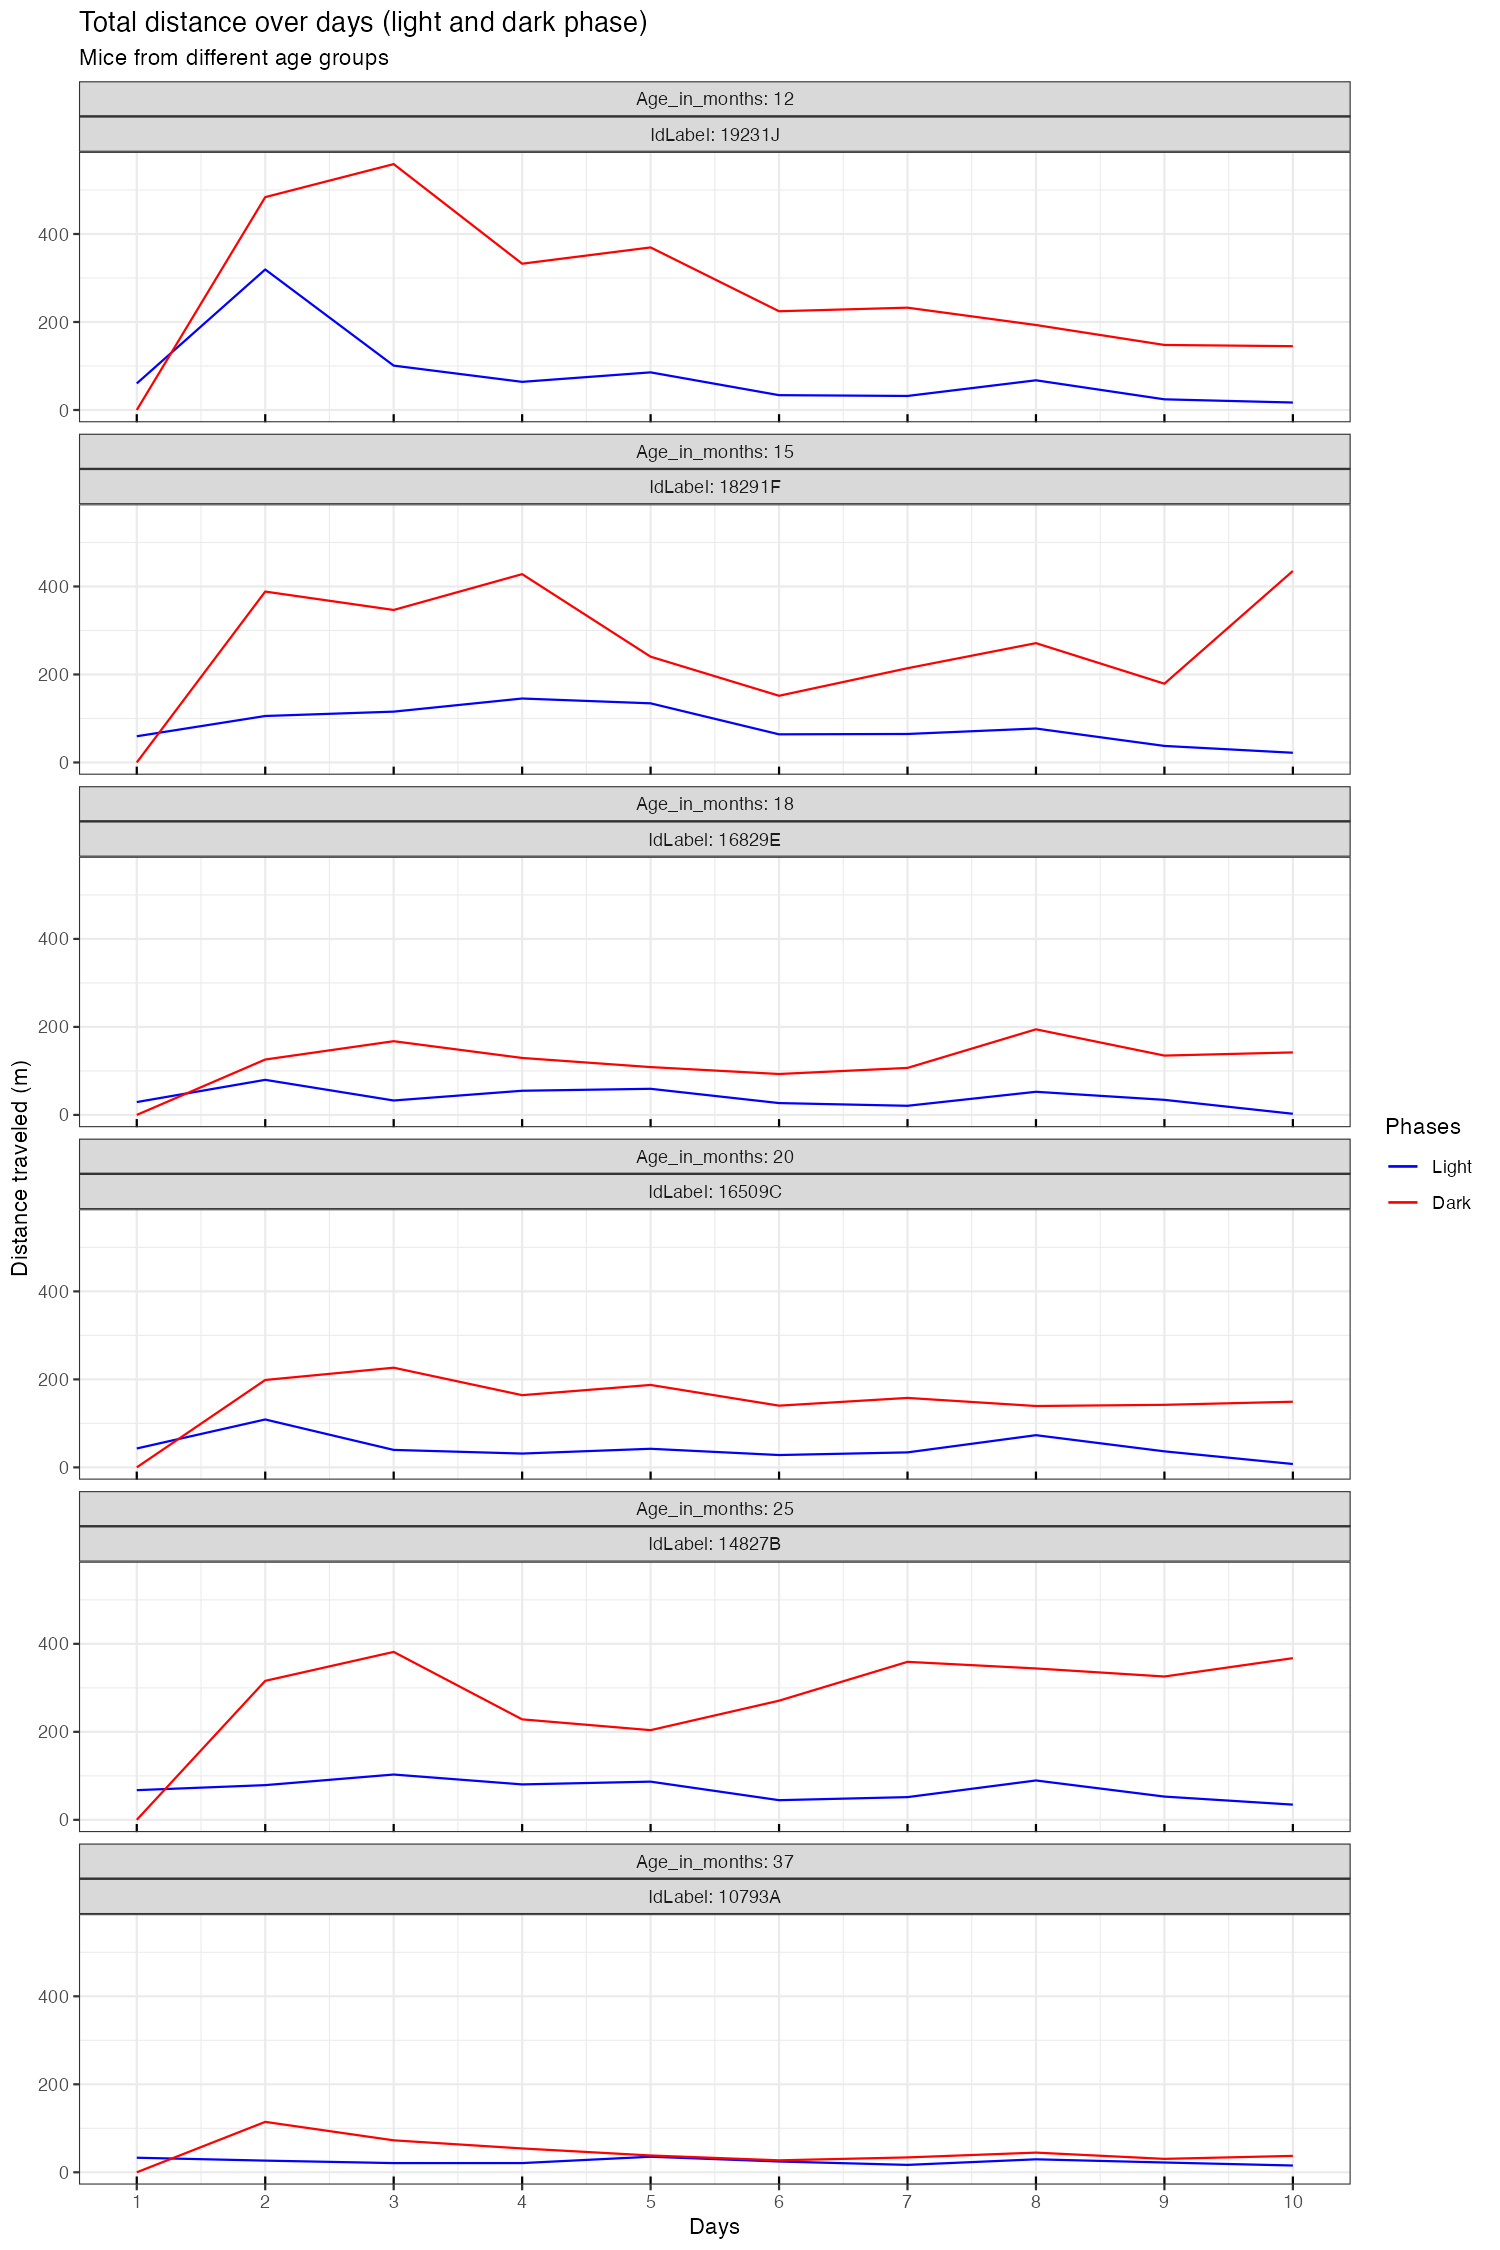 Total distance over days (light and dark phase)
Mice from different age groups
Age_in_months: 12
IdLabel: 19231J
400
200
0
Age_in_months: 15
IdLabel: 18291F
400
200
0
Age_in_months: 18
IdLabel: 16829E
400
200
0
Age_in_months: 20
IdLabel: 16509C
400
200
0
Age_in_months: 25
IdLabel: 14827B
400
200
0
Age_in_months: 37
IdLabel: 10793A
400
200
0
1 2 3 4 5 6 7 8 9 10
Days
Distance traveled (m)
Phases
Light
Dark